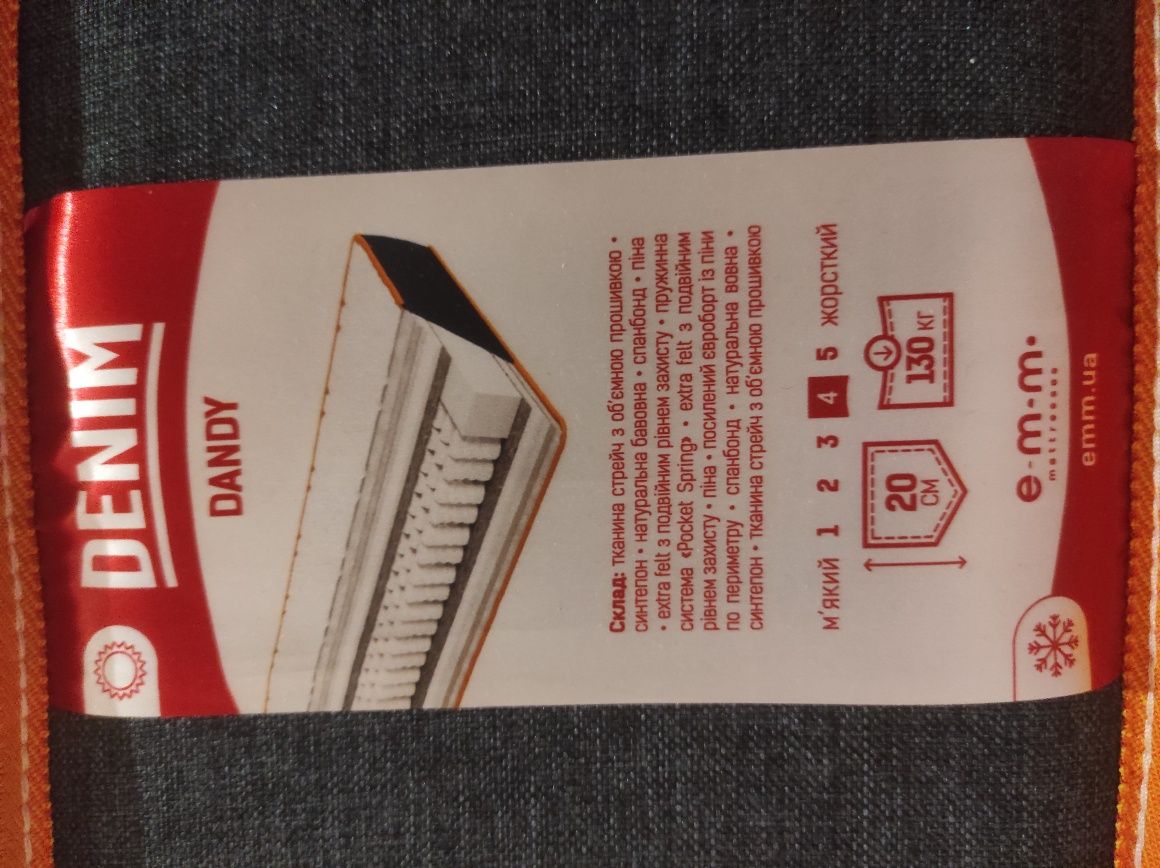 DENIM
DANDY
Склад: тканина стрейч з об'ємною прошивкою •
синтепон • натуральна бавовна • спанбонд • піна
• extra felt з подвійним рівнем захисту • пружинна
система «Pocket Spring» • extra felt з подвійним
рівнем захисту • піна • посилений євроборт із піни
по периметру • спанбонд • натуральна вовна •
синтепон • тканина стрейч з об'ємною прошивкою
м'який 1 2 3 4 5 жорсткий
20
СМ
130 кг
e-m-m•
mattresses
emm.ua